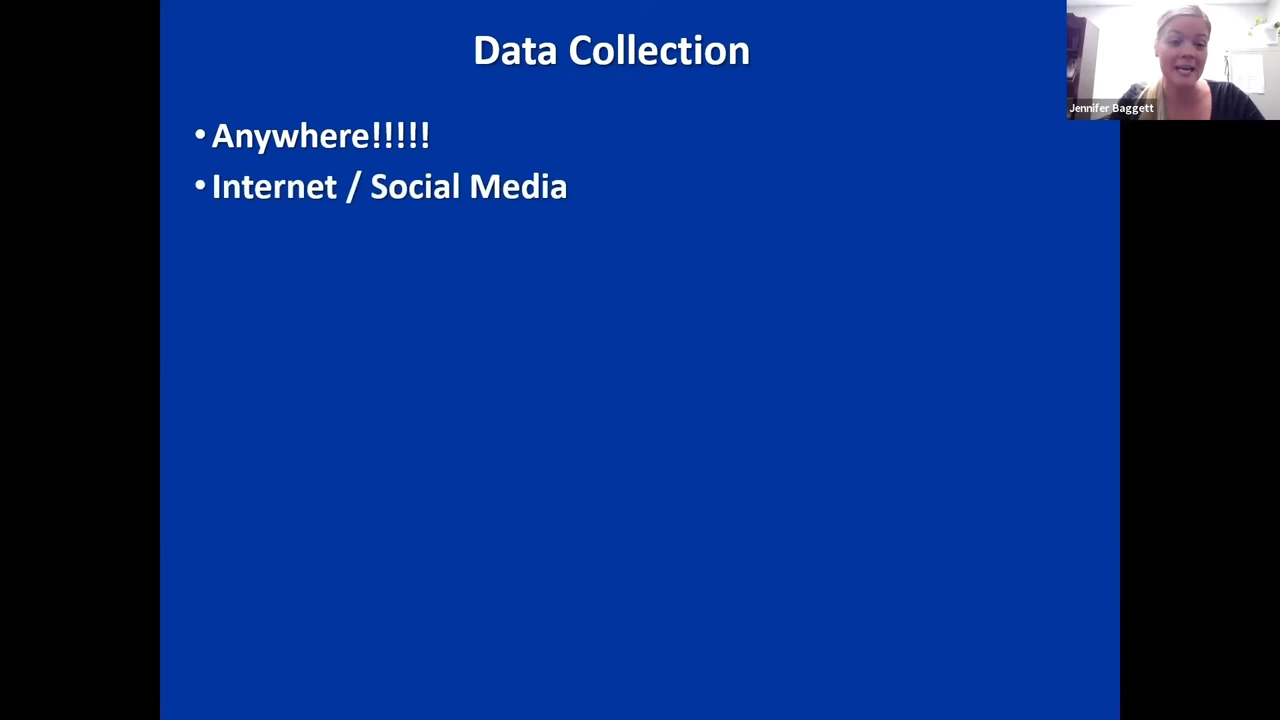 Data Collection
Jennifer Baggett
• Anywhere!!!!!
• Internet / Social Media